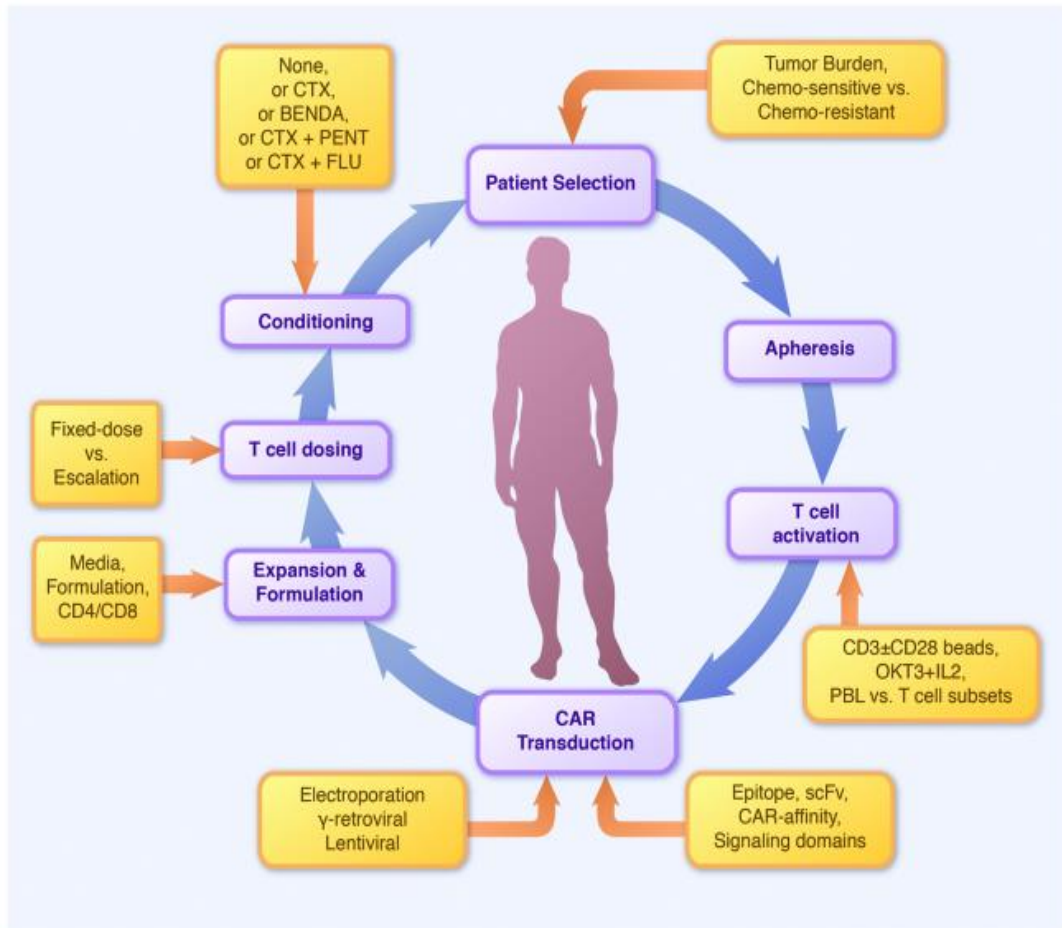 None,
or CTX,
or BENDA,
or CTX + PENT
or CTX + FLU
Tumor Burden,
Chemo-sensitive vs.
Chemo-resistant
Patient Selection
Conditioning
Apheresis
Fixed-dose
vs.
Escalation
T cell dosing
T cell
activation
Media,
Formulation,
CD4/CD8
Expansion &
Formulation
CD3±CD28 beads,
OKT3+IL2,
PBL vs. T cell subsets
CAR
Transduction
Electroporation
γ-retroviral
Lentiviral
Epitope, scFv,
CAR-affinity,
Signaling domains